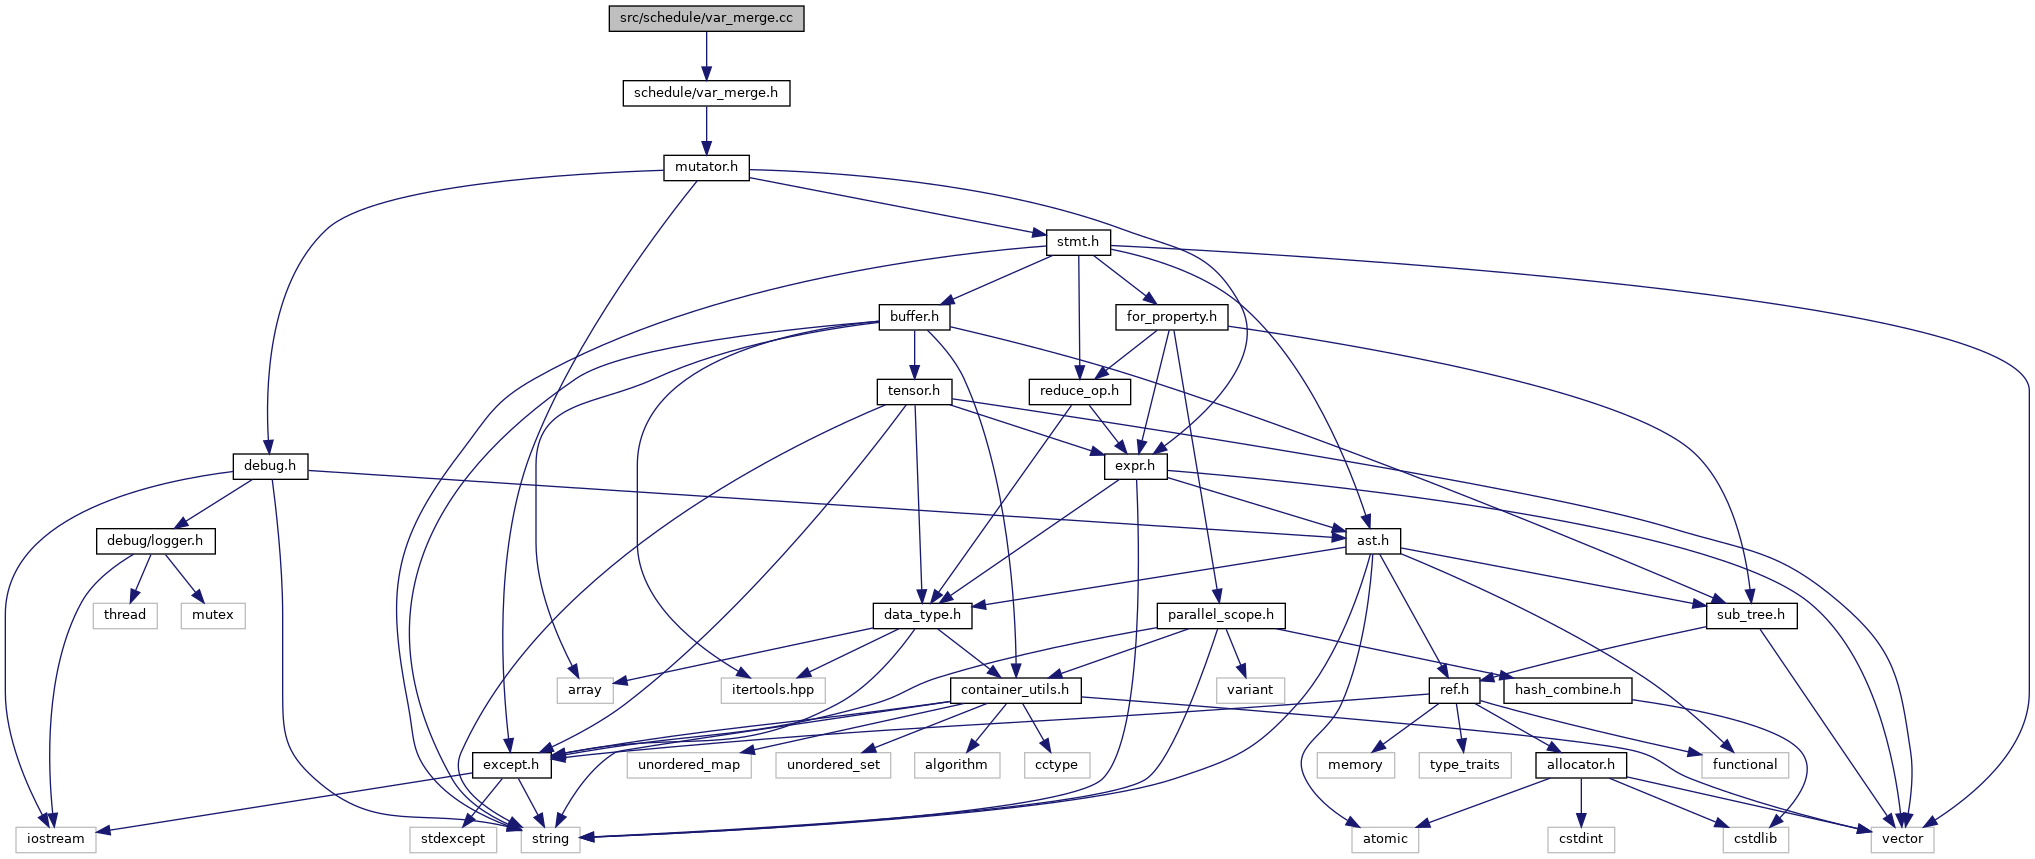 src/schedule/var_merge.cc
schedule/var_merge.h
mutator.h
stmt.h
buffer.h
for_property.h
tensor.h
reduce_op.h
debug.h
expr.h
debug/logger.h
ast.h
thread
mutex
data_type.h
parallel_scope.h
sub_tree.h
array
itertools.hpp
container_utils.h
variant
ref.h
hash_combine.h
except.h
unordered_map
unordered_set
algorithm
cctype
memory
type_traits
allocator.h
functional
iostream
stdexcept
string
atomic
cstdint
cstdlib
vector